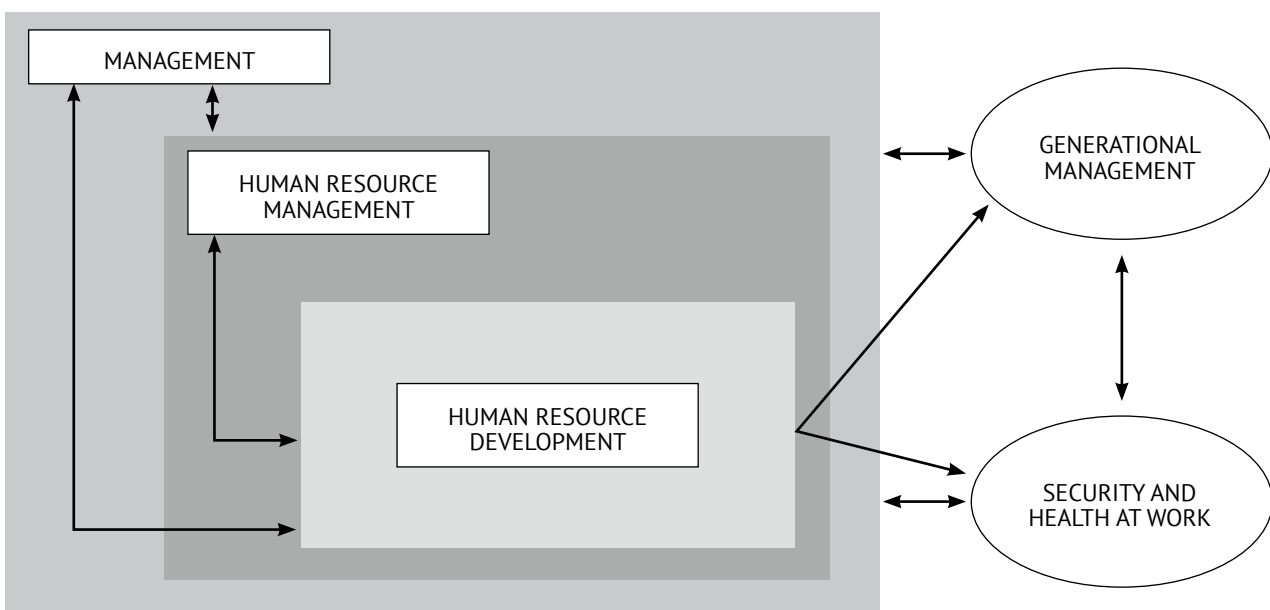 MANAGEMENT
HUMAN RESOURCE
MANAGEMENT
HUMAN RESOURCE
DEVELOPMENT
GENERATIONAL
MANAGEMENT
SECURITY AND
HEALTH AT WORK